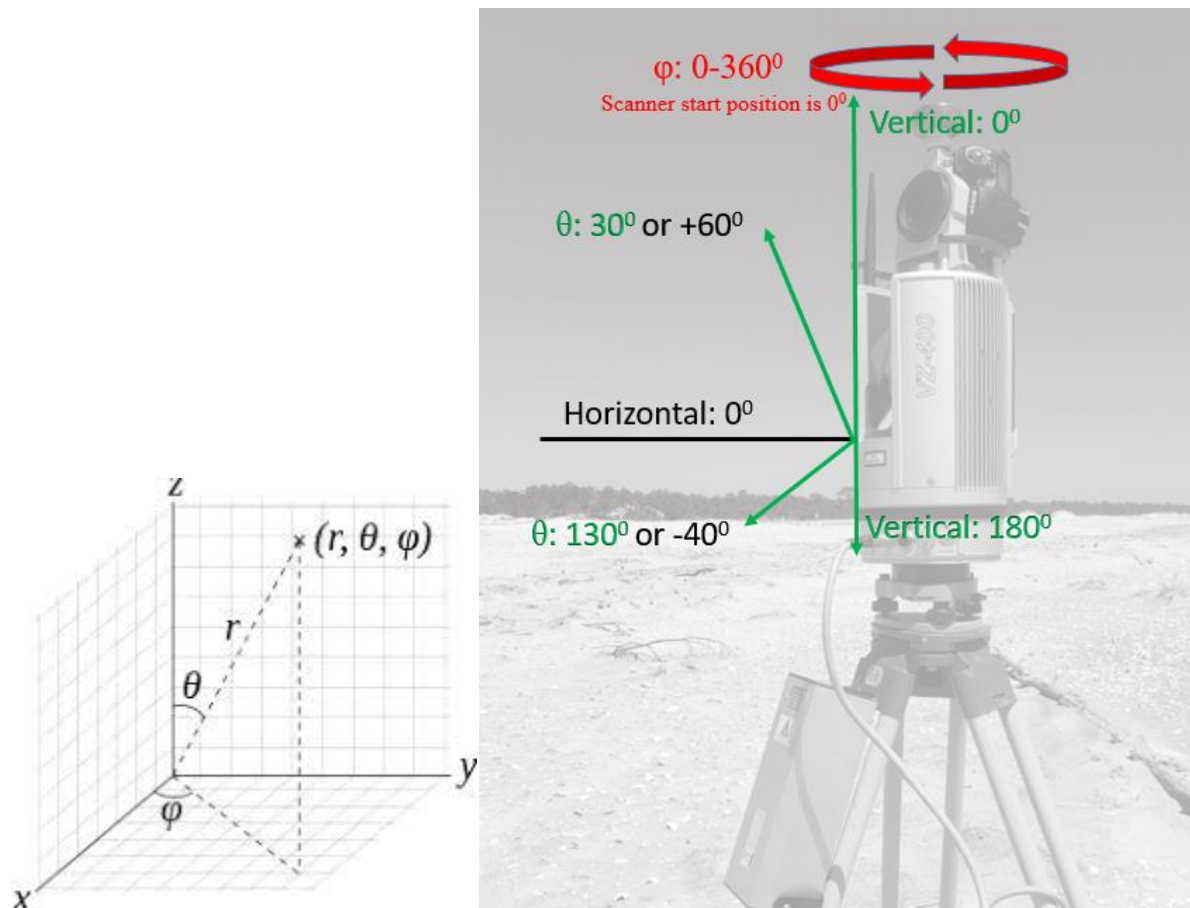 φ: 0-360⁰
Scanner start position is 0⁰
Vertical: 0⁰
θ: 30⁰ or +60⁰
VZ-400
Horizontal: 0⁰
θ: 130⁰ or -40⁰
Vertical: 180⁰
z
(r, θ, φ)
r
θ
y
φ
x